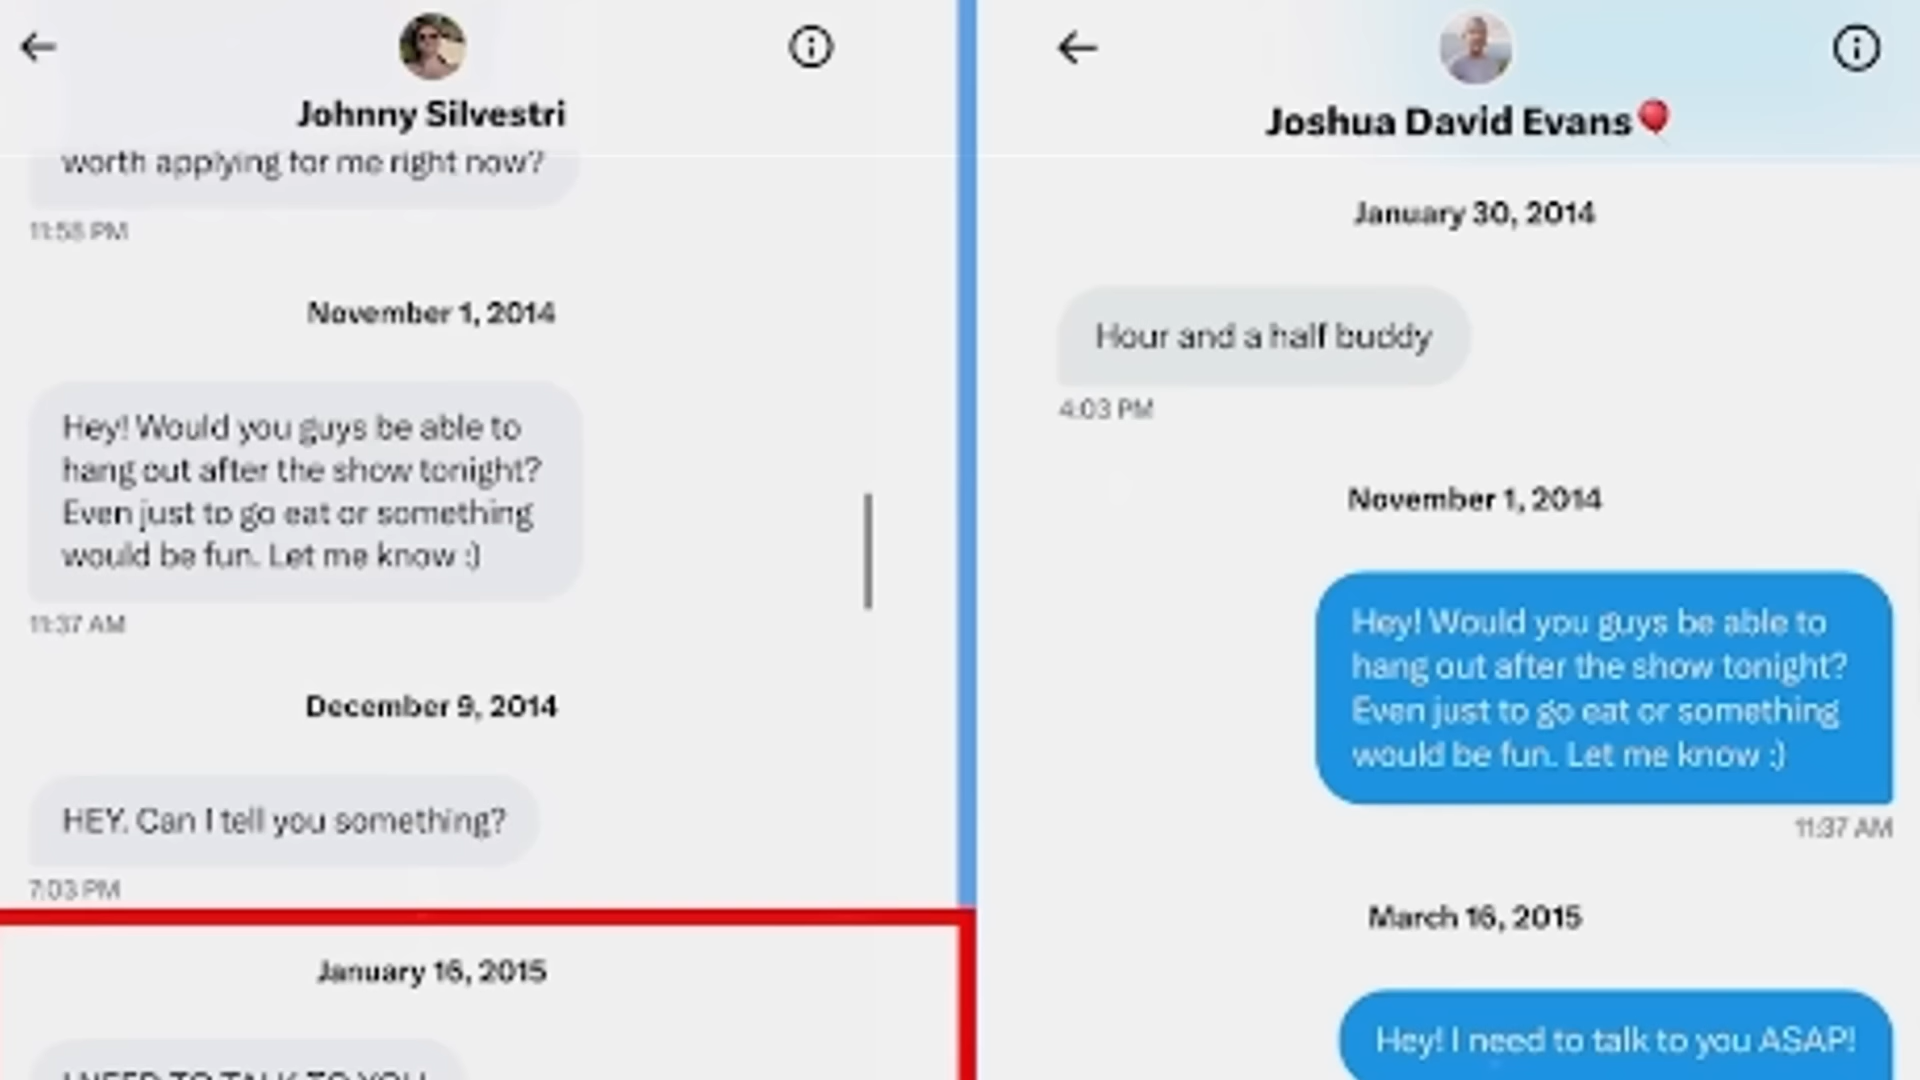 Johnny Silvestri
worth applying for me right now?
11:58 PM
November 1, 2014
Hey! Would you guys be able to
hang out after the show tonight?
Even just to go eat or something
would be fun. Let me know :)
11:37 AM
December 9, 2014
HEY. Can I tell you something?
7:03 PM
January 16, 2015
I NEED TO TALK TO YOU
Joshua David Evans🎈
January 30, 2014
Hour and a half buddy
4:03 PM
November 1, 2014
Hey! Would you guys be able to
hang out after the show tonight?
Even just to go eat or something
would be fun. Let me know :)
11:37 AM
March 16, 2015
Hey! I need to talk to you ASAP!